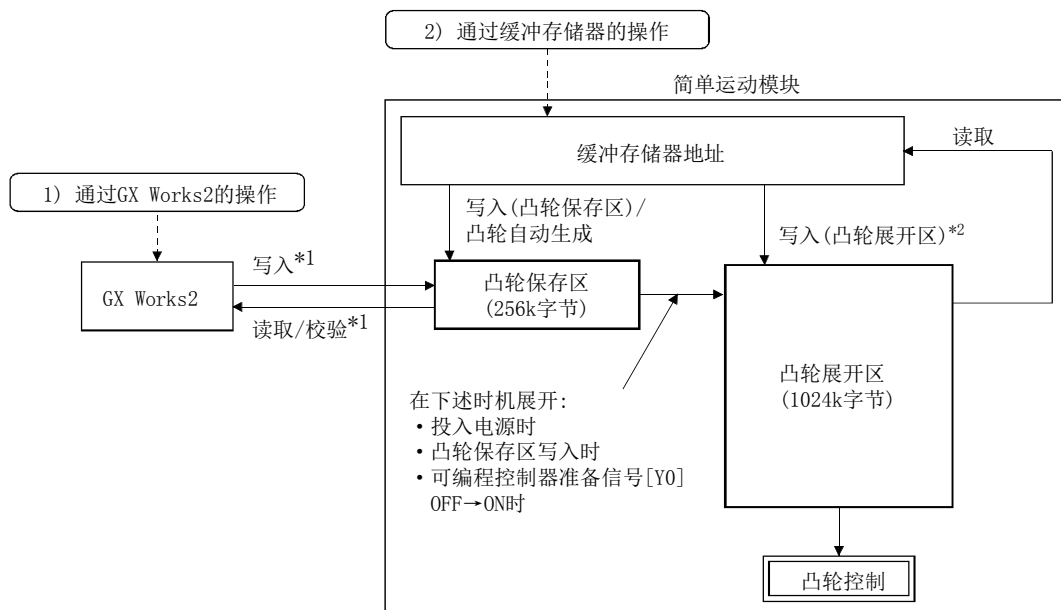 2) 通过缓冲存储器的操作
简单运动模块
缓冲存储器地址
读取
1) 通过GX Works2的操作
写入(凸轮保存区)/
凸轮自动生成
写入(凸轮展开区)*2
写入*1
GX Works2
凸轮保存区
(256k字节)
读取/校验*1
凸轮展开区
(1024k字节)
在下述时机展开:
・投入电源时
・凸轮保存区写入时
・可编程控制器准备信号[Y0]
OFF→ON时
凸轮控制